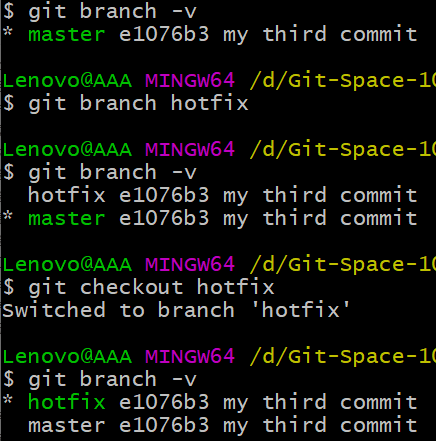 $ git branch -v
* master e1076b3 my third commit
Lenovo@AAA MINGW64 /d/Git-Space-10
$ git branch hotfix
Lenovo@AAA MINGW64 /d/Git-Space-10
$ git branch -v
  hotfix e1076b3 my third commit
* master e1076b3 my third commit
Lenovo@AAA MINGW64 /d/Git-Space-10
$ git checkout hotfix
Switched to branch 'hotfix'
Lenovo@AAA MINGW64 /d/Git-Space-10
$ git branch -v
* hotfix e1076b3 my third commit
  master e1076b3 my third commit